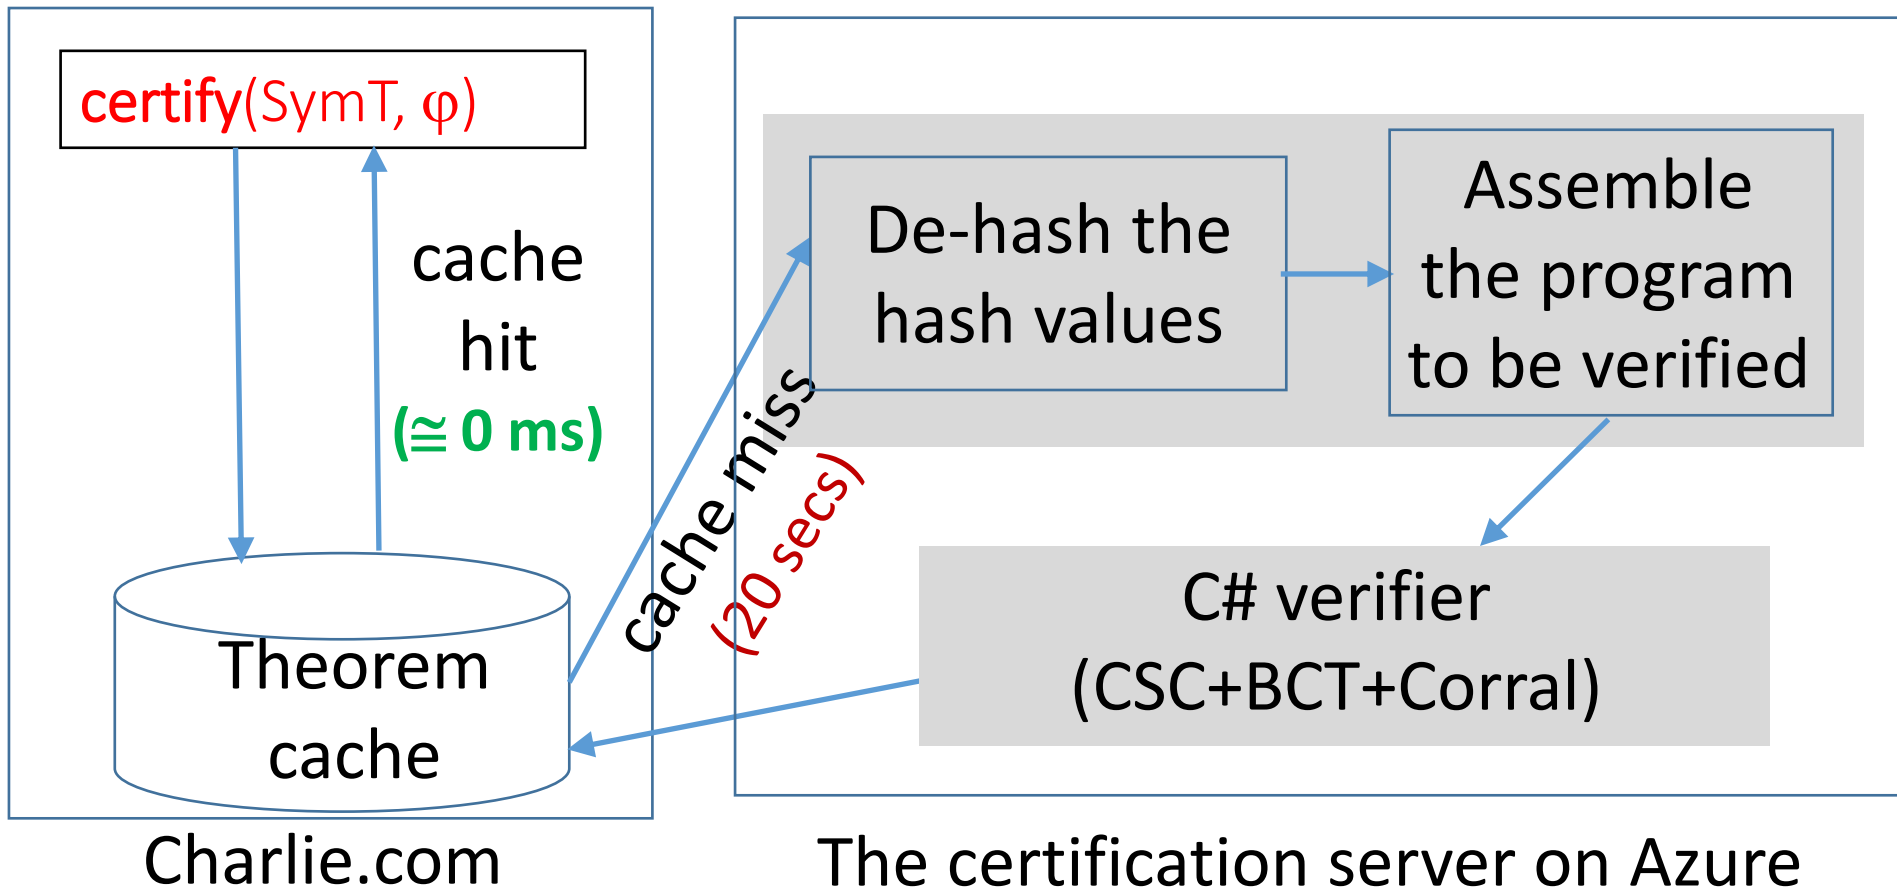 certify(SymT, φ)
cache
hit
(≅ 0 ms)
Theorem
cache
Charlie.com
cache miss
(20 secs)
De-hash the
hash values
Assemble
the program
to be verified
C# verifier
(CSC+BCT+Corral)
The certification server on Azure